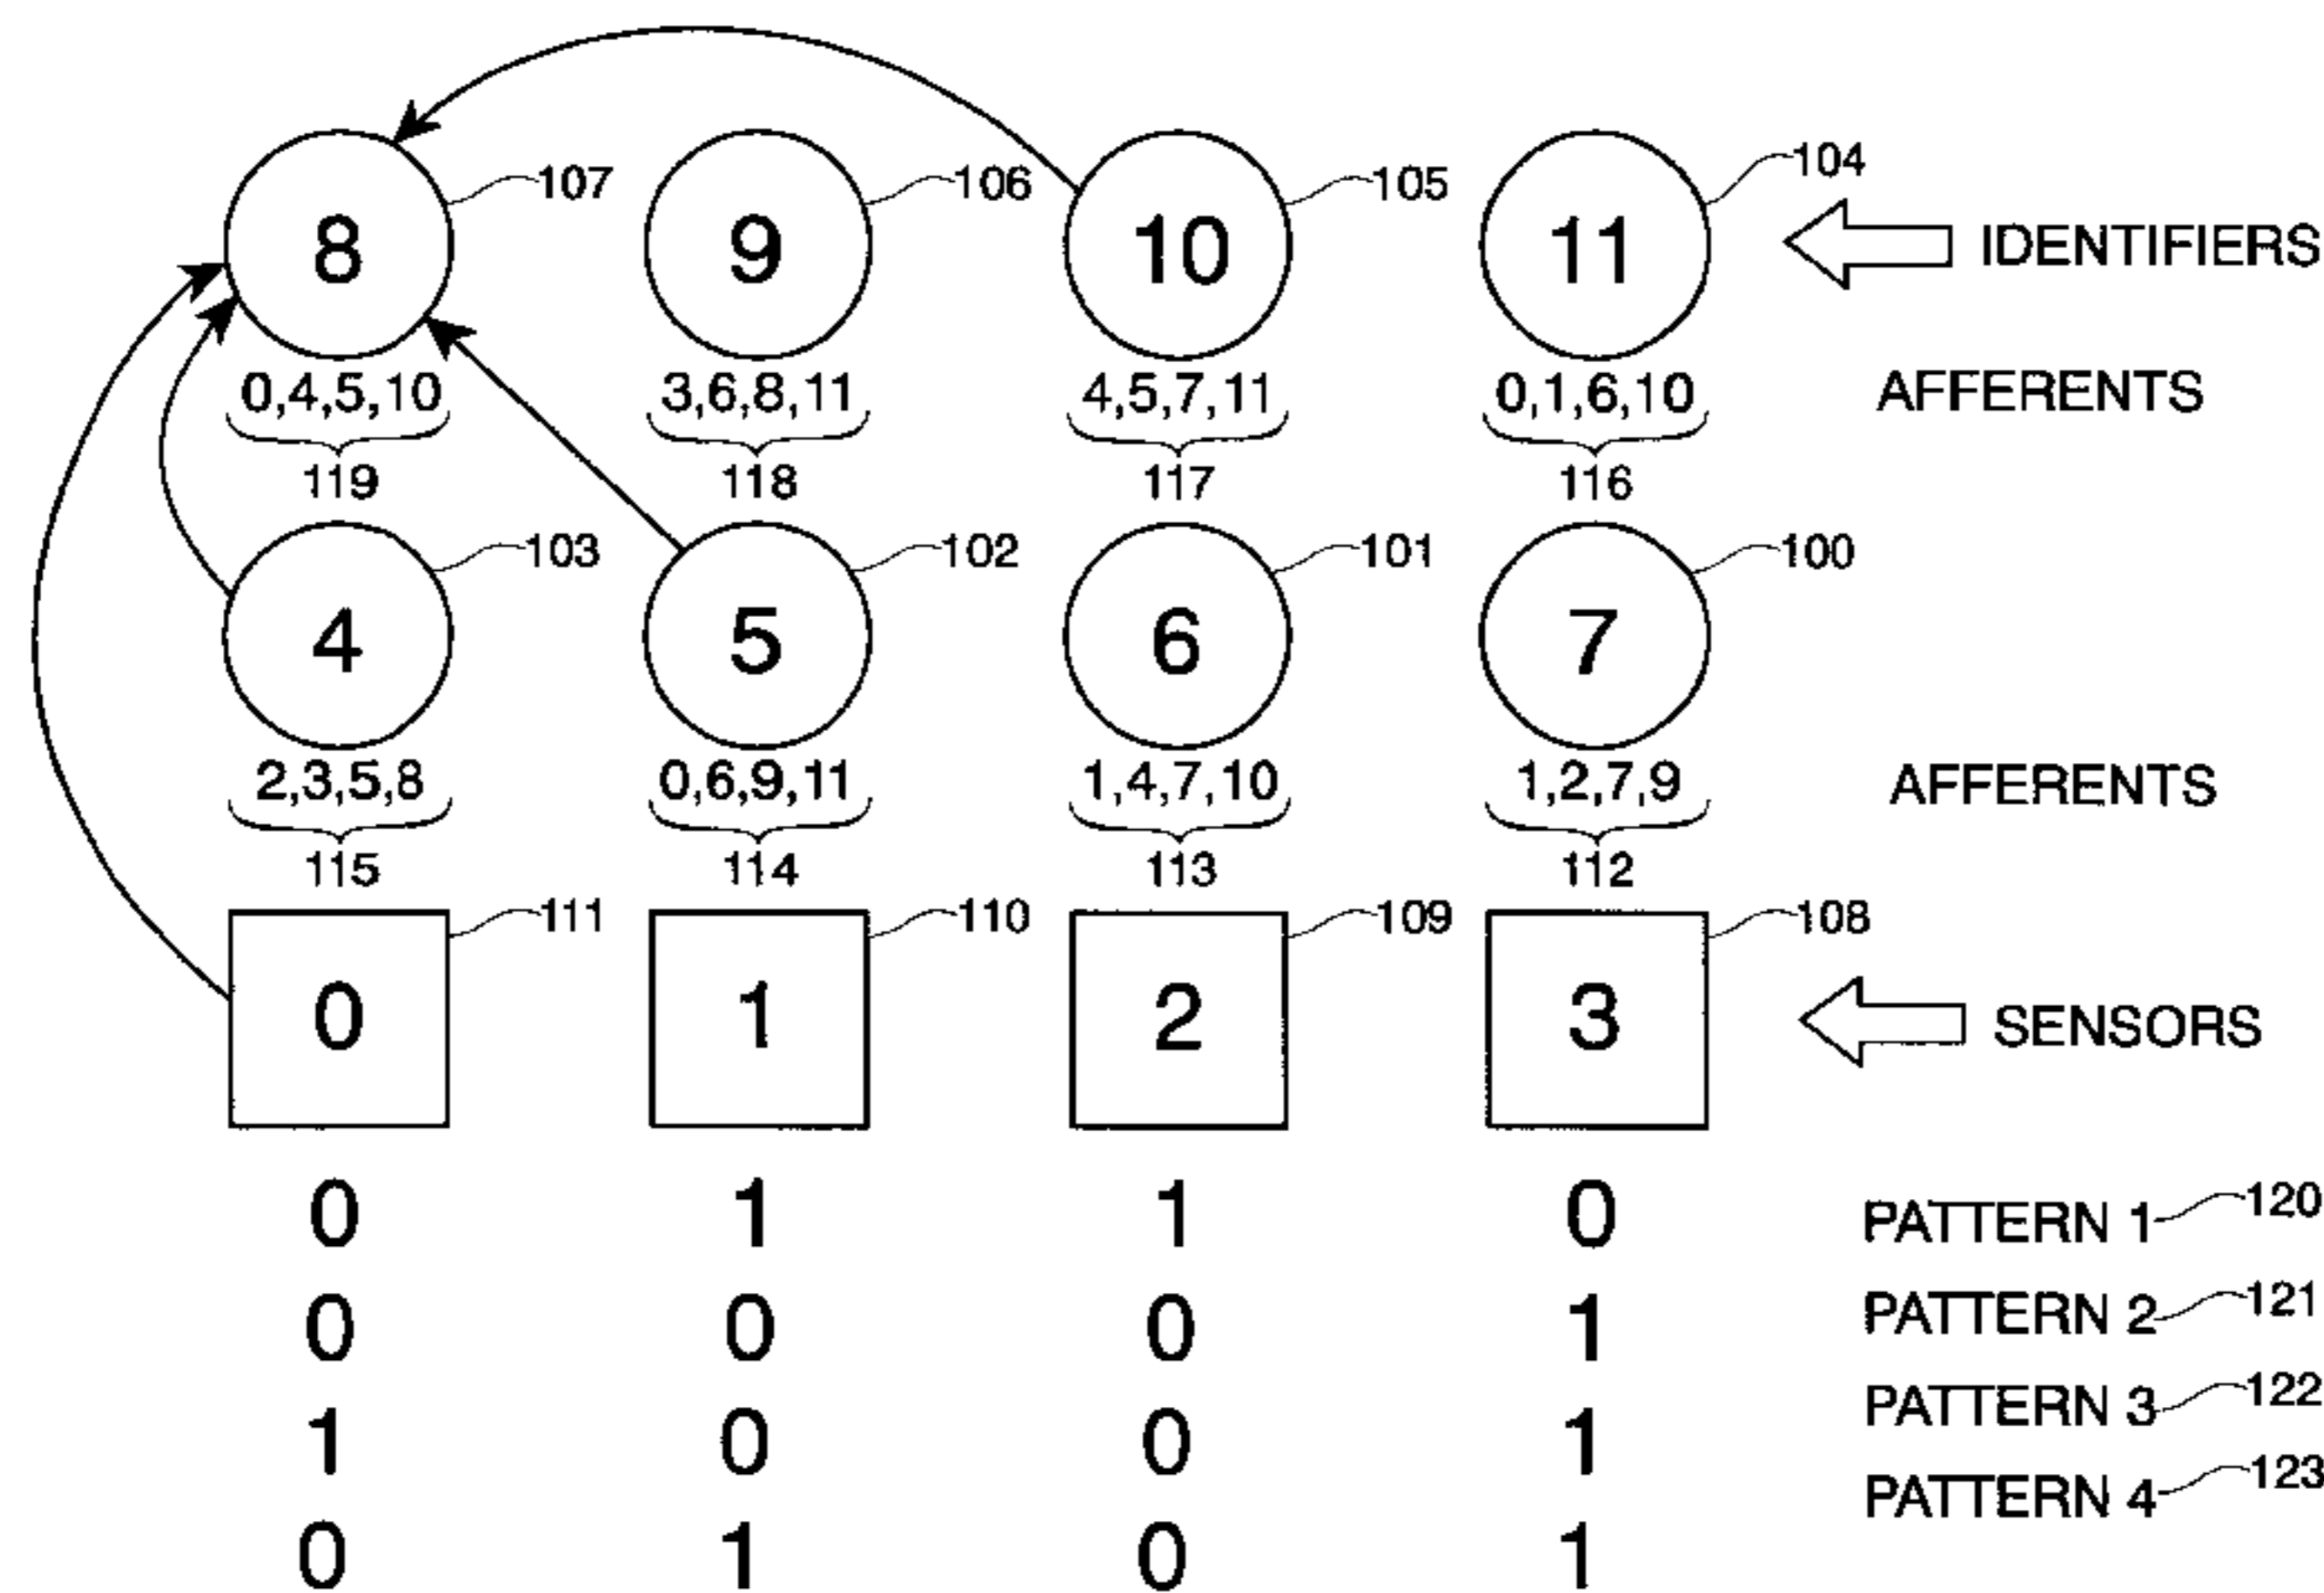 107 106 105 104
8 9 10 11 IDENTIFIERS
0,4,5,10 3,6,8,11 4,5,7,11 0,1,6,10 AFFERENTS
119 118 117 116
103 102 101 100
4 5 6 7
2,3,5,8 0,6,9,11 1,4,7,10 1,2,7,9 AFFERENTS
115 114 113 112
111 110 109 108
0 1 2 3 SENSORS
0 1 1 0 PATTERN 1 120
0 0 0 1 PATTERN 2 121
1 0 0 1 PATTERN 3 122
0 1 0 1 PATTERN 4 123